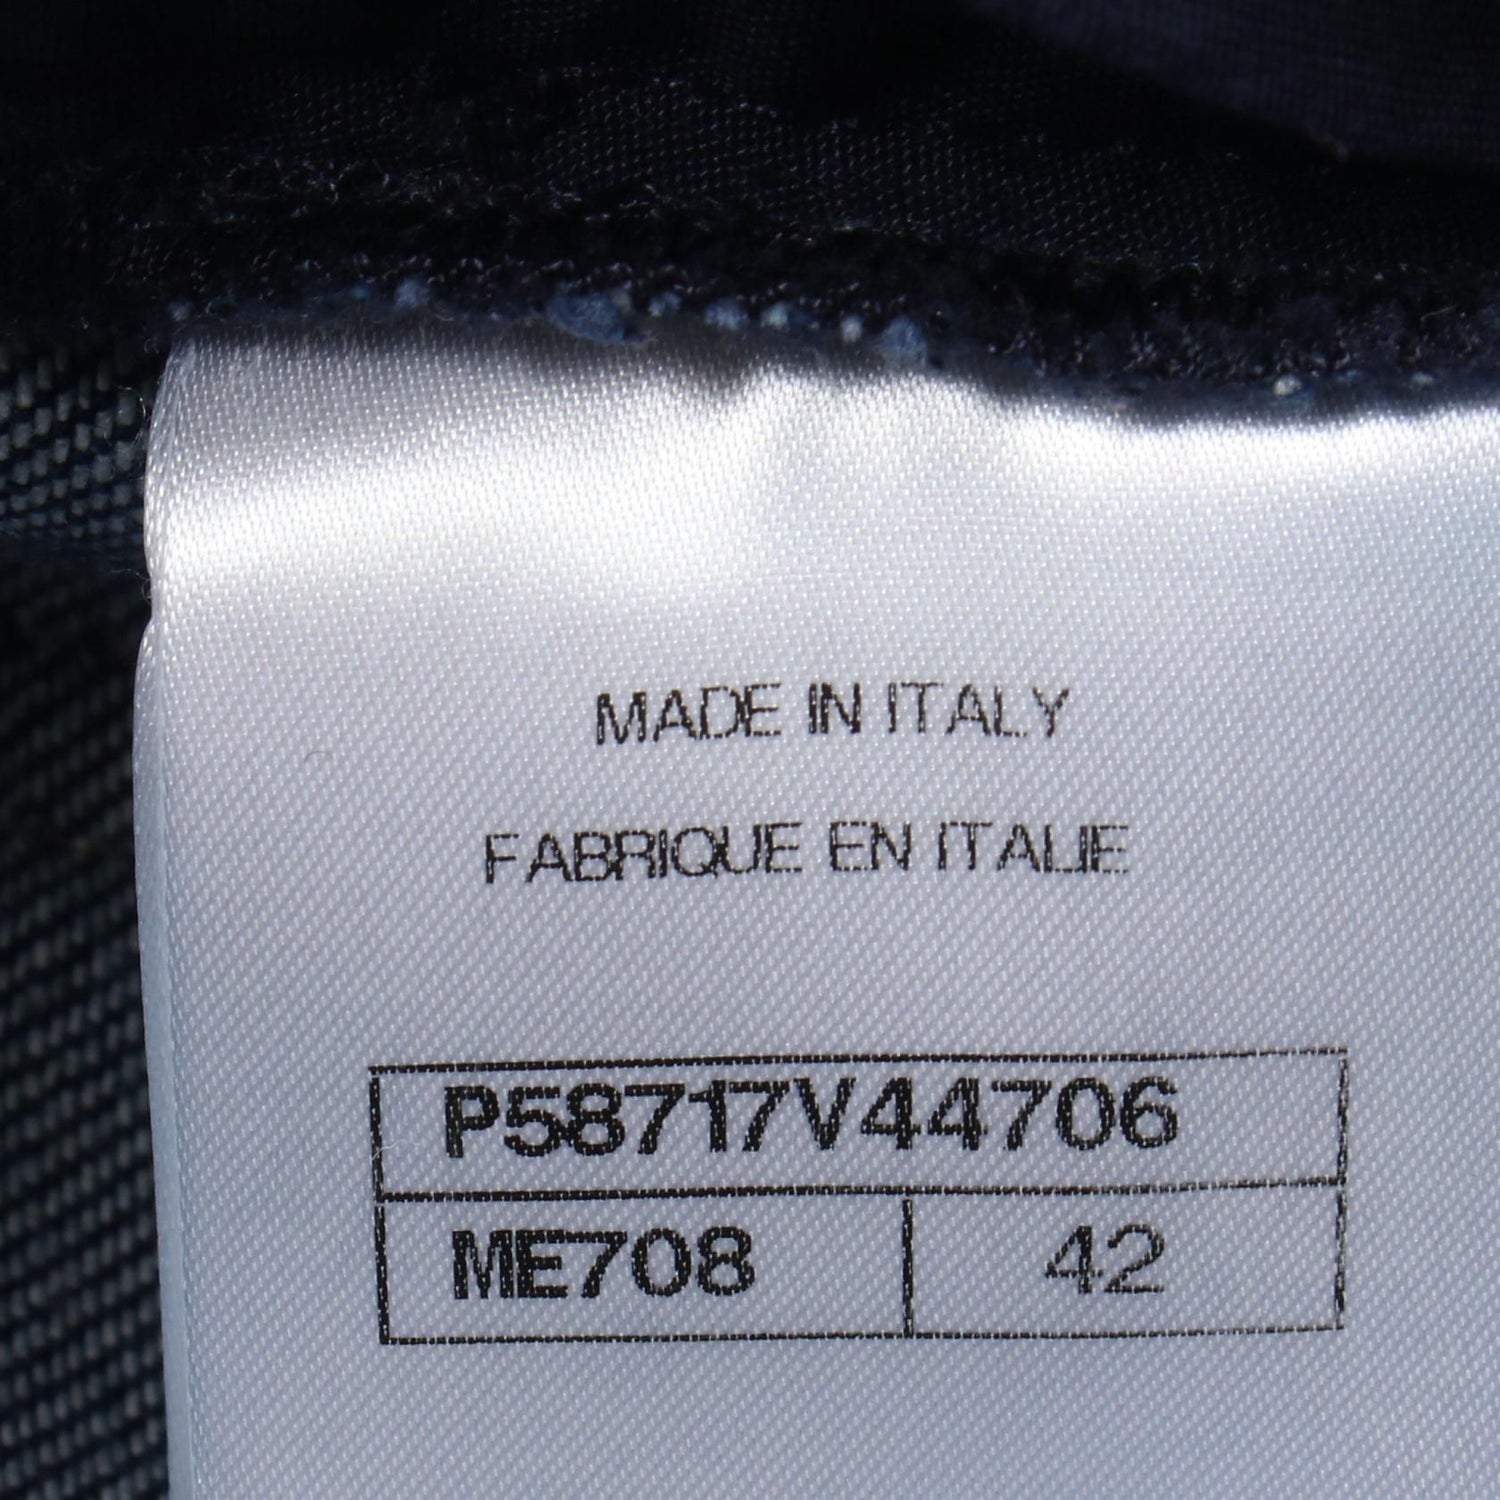 MADE IN ITALY
FABRIQUE EN ITALIE
P58717V44706
ME708 42